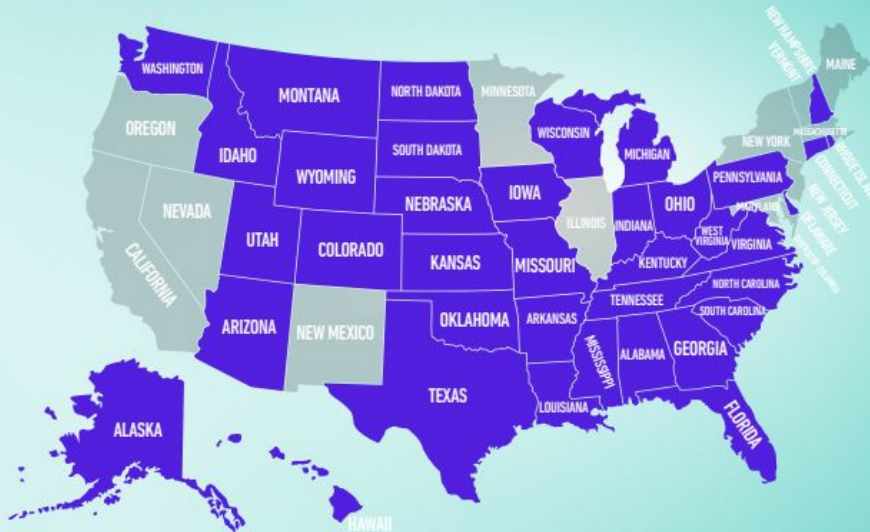 NEW HAMPSHIRE
VERMONT
MAINE
WASHINGTON
MONTANA
NORTH DAKOTA
MINNESOTA
OREGON
IDAHO
WISCONSIN
MICHIGAN
NEW YORK
MASSACHUSETTS
RHODE ISLAND
CONNECTICUT
NEW JERSEY
DELAWARE
SOUTH DAKOTA
WYOMING
PENNSYLVANIA
IOWA
NEBRASKA
OHIO
MARYLAND
NEVADA
ILLINOIS
INDIANA
WEST
VIRGINIA
VIRGINIA
UTAH
COLORADO
CALIFORNIA
KANSAS
MISSOURI
KENTUCKY
NORTH CAROLINA
TENNESSEE
SOUTH CAROLINA
ARIZONA
NEW MEXICO
OKLAHOMA
ARKANSAS
MISSISSIPPI
ALABAMA
GEORGIA
TEXAS
LOUISIANA
FLORIDA
ALASKA
HAWAII